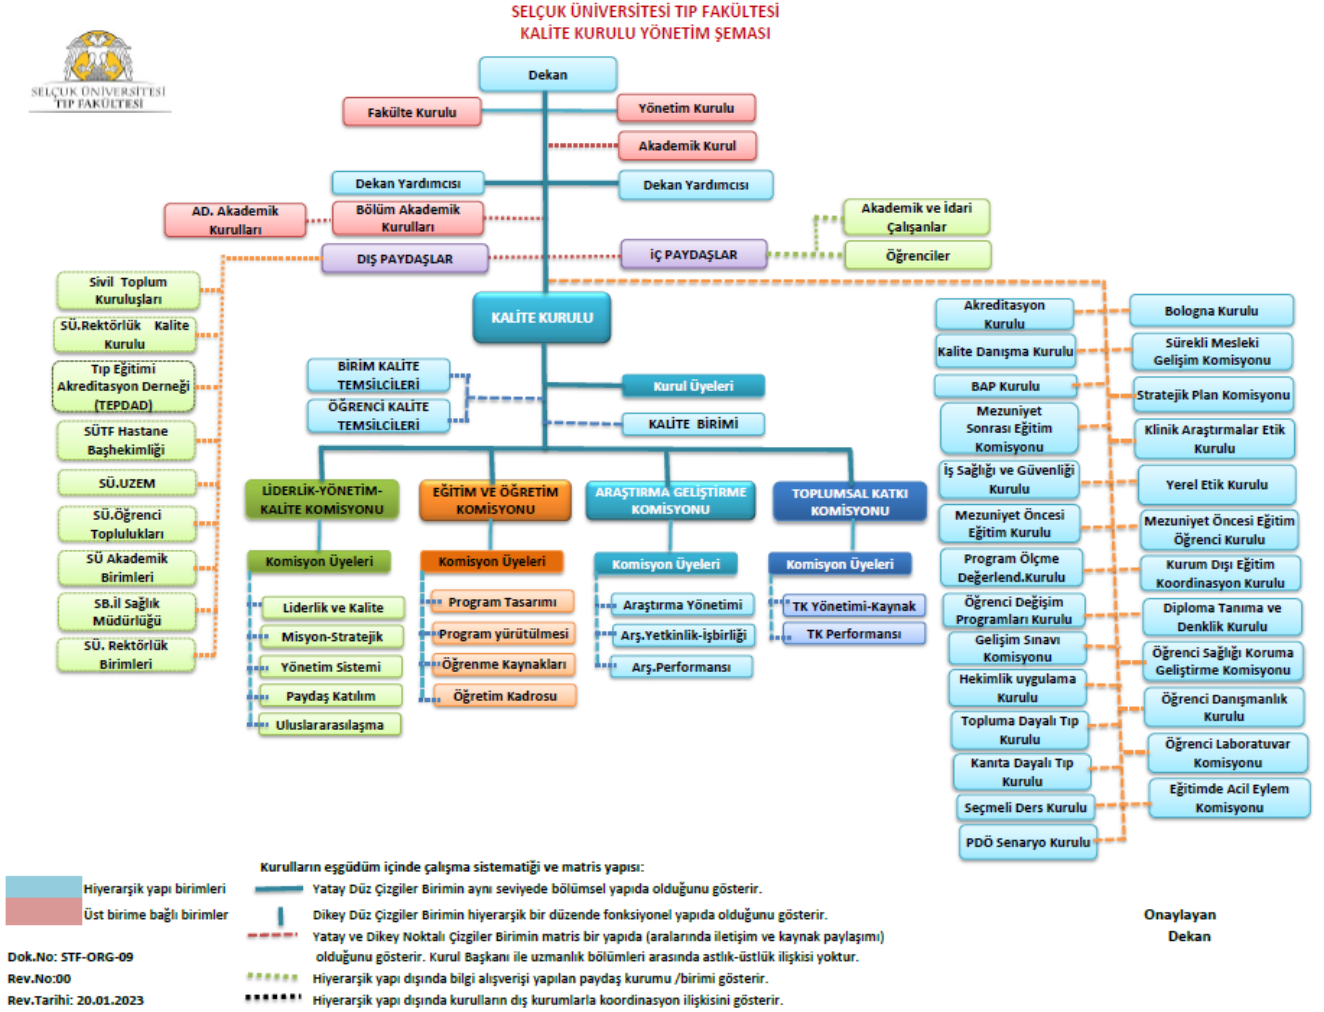 SELÇUK ÜNİVERSİTESİ TIP FAKÜLTESİ
KALİTE KURULU YÖNETİM ŞEMASI
SELÇUK ÜNİVERSİTESİ
TIP FAKÜLTESİ
Dekan
Fakülte Kurulu
Yönetim Kurulu
Akademik Kurul
Dekan Yardımcısı
Dekan Yardımcısı
AD. Akademik
Kurulları
Bölüm Akademik
Kurulları
Akademik ve İdari
Çalışanlar
DIŞ PAYDAŞLAR
İÇ PAYDAŞLAR
Öğrenciler
Sivil Toplum
Kuruluşları
SÜ.Rektörlük Kalite
Kurulu
Tıp Eğitimi
Akreditasyon Derneği
(TEPDAD)
SÜTF Hastane
Başhekimliği
SÜ.UZEM
SÜ.Öğrenci
Toplulukları
SÜ Akademik
Birimleri
SB.İl Sağlık
Müdürlüğü
SÜ. Rektörlük
Birimleri
KALİTE KURULU
BİRİM KALİTE
TEMSİLCİLERİ
ÖĞRENCİ KALİTE
TEMSİLCİLERİ
Kurul Üyeleri
KALİTE BİRİMİ
LİDERLİK-YÖNETİM-
KALİTE KOMİSYONU
EĞİTİM VE ÖĞRETİM
KOMİSYONU
ARAŞTIRMA GELİŞTİRME
KOMİSYONU
TOPLUMSAL KATKI
KOMİSYONU
Komisyon Üyeleri
Komisyon Üyeleri
Komisyon Üyeleri
Komisyon Üyeleri
Liderlik ve Kalite
Misyon-Stratejik
Yönetim Sistemi
Paydaş Katılım
Uluslararasılaşma
Program Tasarımı
Program yürütülmesi
Öğrenme Kaynakları
Öğretim Kadrosu
Araştırma Yönetimi
Arş.Yetkinlik-İşbirliği
Arş.Performansı
TK Yönetimi-Kaynak
TK Performansı
Akreditasyon
Kurulu
Kalite Danışma Kurulu
BAP Kurulu
Mezuniyet
Sonrası Eğitim
Komisyonu
İş Sağlığı ve Güvenliği
Kurulu
Mezuniyet Öncesi
Eğitim Kurulu
Program Ölçme
Değerlend.Kurulu
Öğrenci Değişim
Programları Kurulu
Gelişim Sınavı
Komisyonu
Hekimlik uygulama
Kurulu
Topluma Dayalı Tıp
Kurulu
Kanıta Dayalı Tıp
Kurulu
Seçmeli Ders Kurulu
PDÖ Senaryo Kurulu
Bologna Kurulu
Sürekli Mesleki
Gelişim Komisyonu
Stratejik Plan Komisyonu
Klinik Araştırmalar Etik
Kurulu
Yerel Etik Kurulu
Mezuniyet Öncesi Eğitim
Öğrenci Kurulu
Kurum Dışı Eğitim
Koordinasyon Kurulu
Diploma Tanıma ve
Denklik Kurulu
Öğrenci Sağlığı Koruma
Geliştirme Komisyonu
Öğrenci Danışmanlık
Kurulu
Öğrenci Laboratuvar
Komisyonu
Eğitimde Acil Eylem
Komisyonu
Kurulların eşgüdüm içinde çalışma sistematiği ve matris yapısı:
Hiyerarşik yapı birimleri
Yatay Düz Çizgiler Birimin aynı seviyede bölümsel yapıda olduğunu gösterir.
Üst birime bağlı birimler
Dikey Düz Çizgiler Birimin hiyerarşik bir düzende fonksiyonel yapıda olduğunu gösterir.
Yatay ve Dikey Noktalı Çizgiler Birimin matris bir yapıda (aralarında iletişim ve kaynak paylaşımı)
olduğunu gösterir. Kurul Başkanı ile uzmanlık bölümleri arasında astlık-üstlük ilişkisi yoktur.
Hiyerarşik yapı dışında bilgi alışverişi yapılan paydaş kurumu /birimi gösterir.
Hiyerarşik yapı dışında kurulların dış kurumlarla koordinasyon ilişkisini gösterir.
Dok.No: STF-ORG-09
Rev.No:00
Rev.Tarihi: 20.01.2023
Onaylayan
Dekan